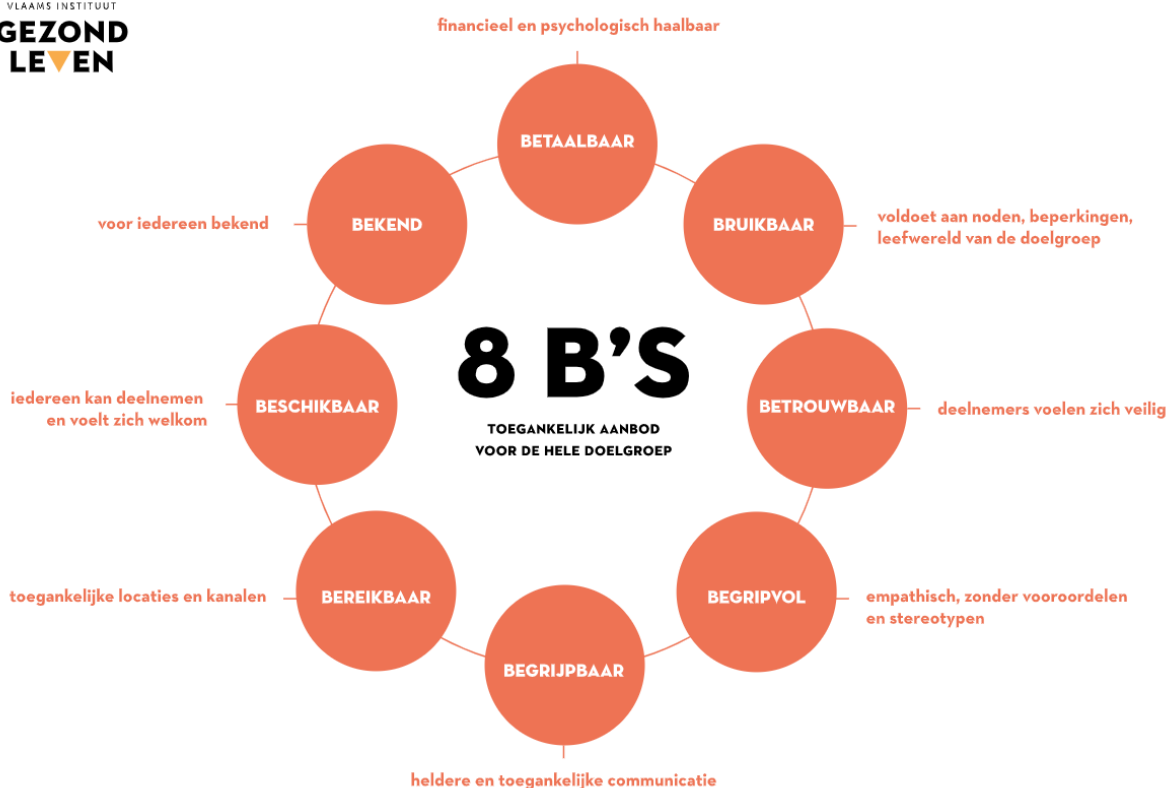 VLAAMS INSTITUUT
GEZOND
LEVEN
financieel en psychologisch haalbaar
BETAALBAAR
BEKEND
voor iedereen bekend
BRUIKBAAR
voldoet aan noden, beperkingen,
leefwereld van de doelgroep
8 B'S
TOEGANKELIJK AANBOD
VOOR DE HELE DOELGROEP
BESCHIKBAAR
iedereen kan deelnemen
en voelt zich welkom
BETROUWBAAR
deelnemers voelen zich veilig
BEREIKBAAR
toegankelijke locaties en kanalen
BEGRIPVOL
empathisch, zonder vooroordelen
en stereotypen
BEGRIJPBAAR
heldere en toegankelijke communicatie